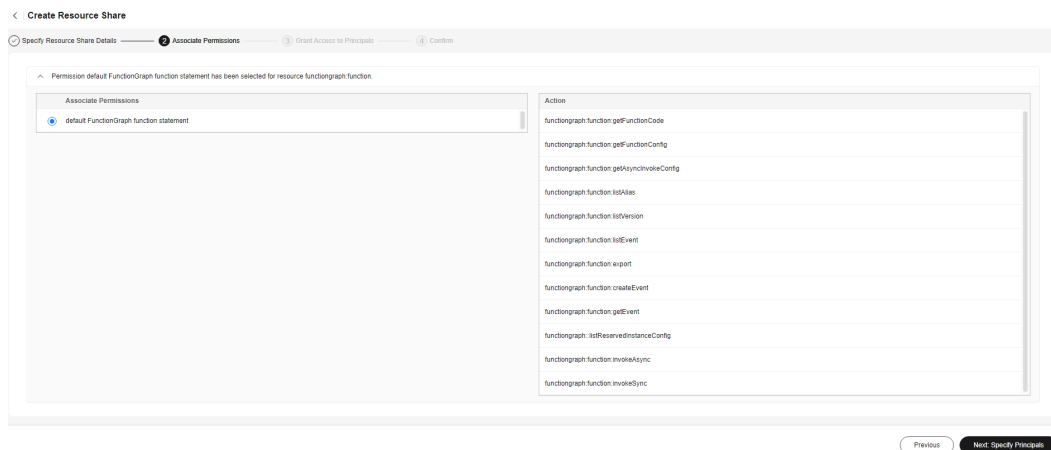 Create Resource Share
Specify Resource Share Details 2 Associate Permissions 3 Grant Access to Principals 4 Confirm
Permission default FunctionGraph function statement has been selected for resource functiongraph:function.
Associate Permissions
default FunctionGraph function statement
Action
functiongraph:function:getFunctionCode
functiongraph:function:getFunctionConfig
functiongraph:function:getAsyncInvokeConfig
functiongraph:function:listAlias
functiongraph:function:listVersion
functiongraph:function:listEvent
functiongraph:function:export
functiongraph:function:createEvent
functiongraph:function:getEvent
functiongraph::listReservedInstanceConfig
functiongraph:function:invokeAsync
functiongraph:function:invokeSync
Previous Next: Specify Principals